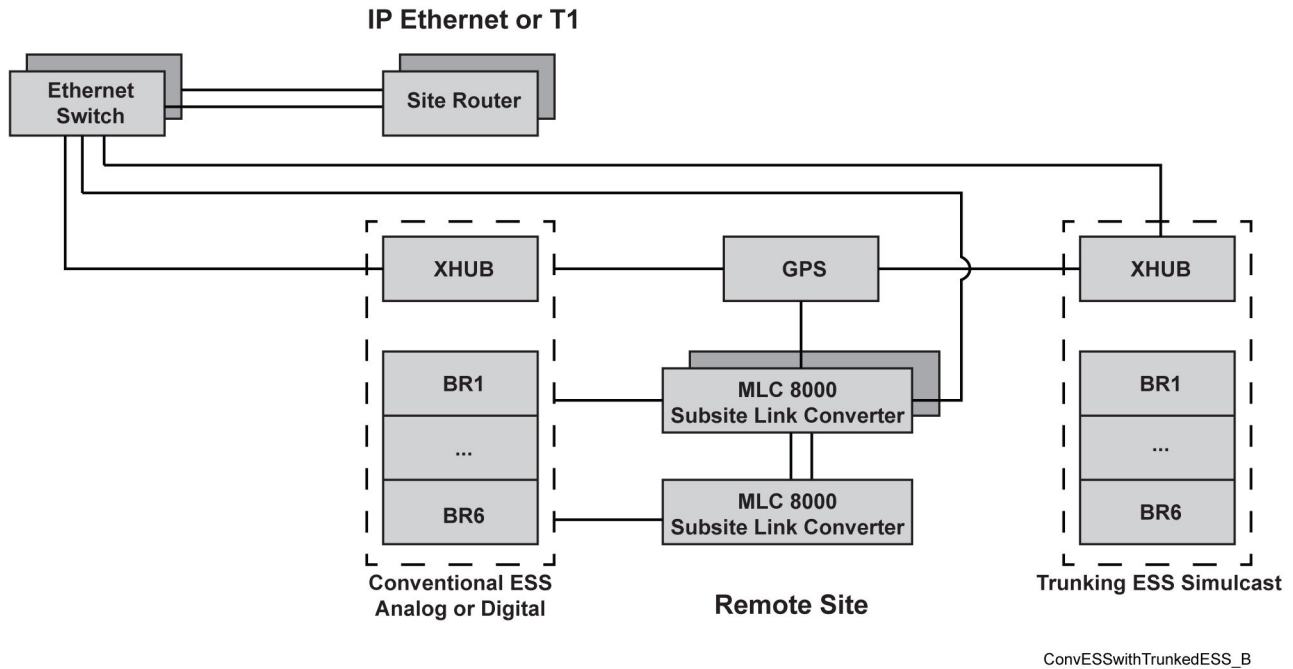 IP Ethernet or T1
Ethernet
Switch
Site Router
XHUB
GPS
XHUB
BR1
...
BR6
MLC 8000
Subsite Link Converter
MLC 8000
Subsite Link Converter
BR1
...
BR6
Conventional ESS
Analog or Digital
Remote Site
Trunking ESS Simulcast
ConvESSwithTrunkedESS_B